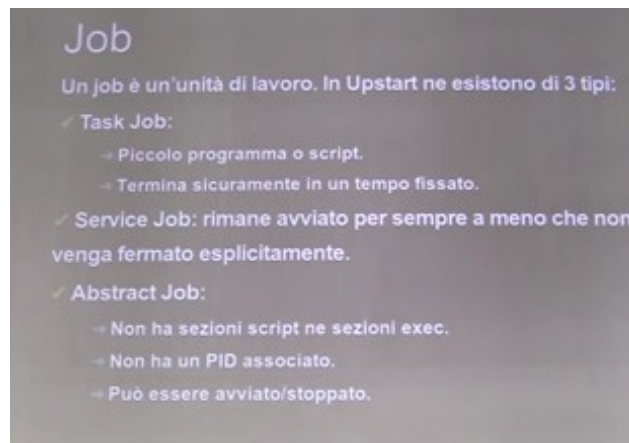 Job
Un job è un'unità di lavoro. In Upstart ne esistono di 3 tipi:
✓ Task Job:
→ Piccolo programma o script.
→ Termina sicuramente in un tempo fissato.
✓ Service Job: rimane avviato per sempre a meno che non
venga fermato esplicitamente.
✓ Abstract Job:
→ Non ha sezioni script ne sezioni exec.
→ Non ha un PID associato.
→ Può essere avviato/stoppato.